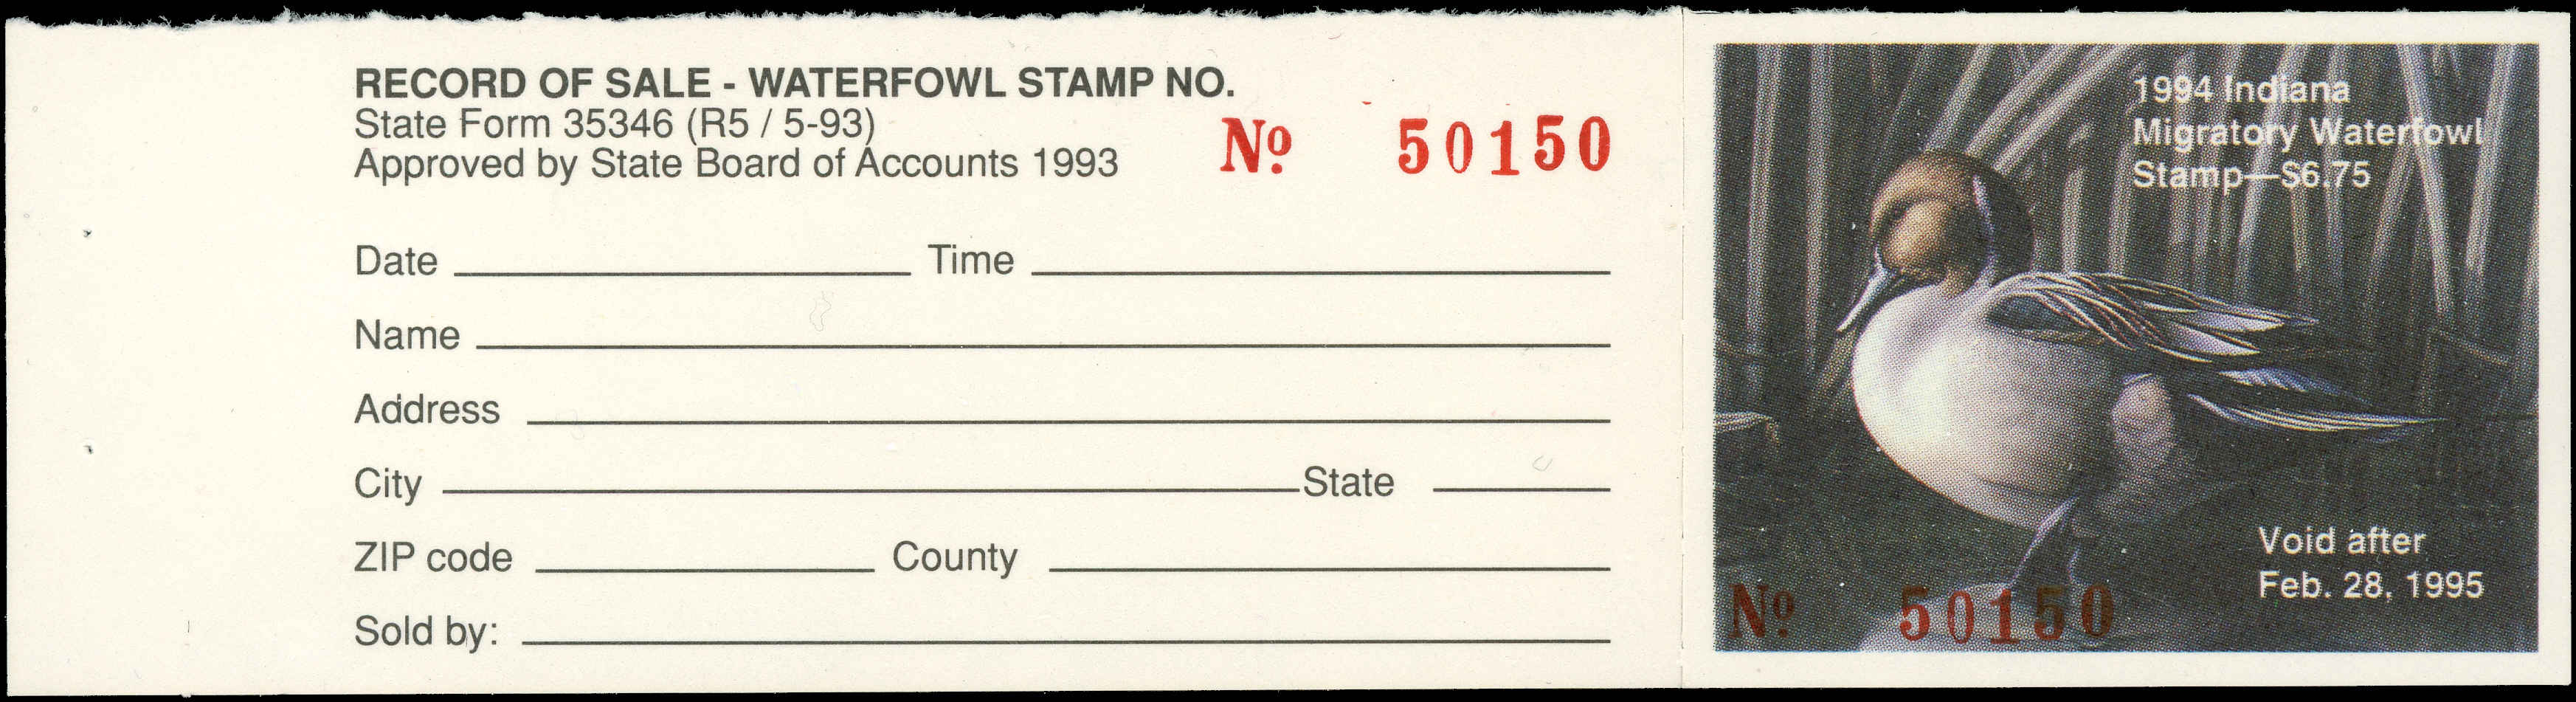 RECORD OF SALE - WATERFOWL STAMP NO.
State Form 35346 (R5 / 5-93)
Approved by State Board of Accounts 1993
Nº 50150
Date Time
Name
Address
City State
ZIP code County
Sold by:
1994 Indiana
Migratory Waterfowl
Stamp—$6.75
Void after
Feb. 28, 1995
Nº 50150